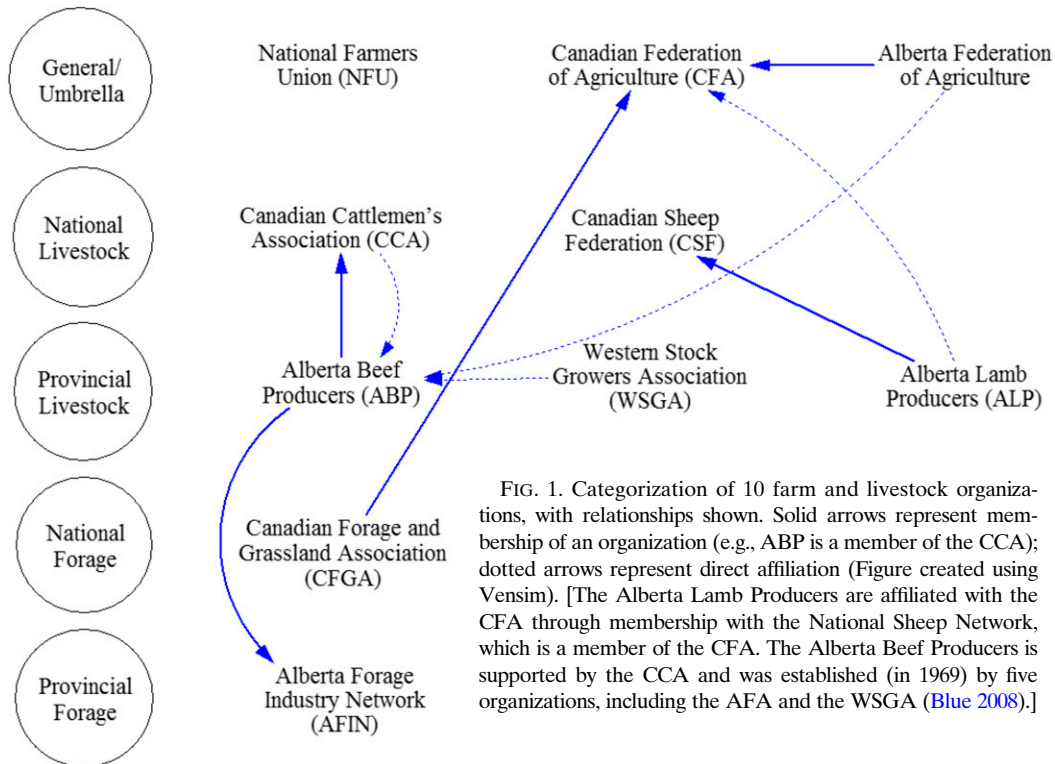 General/
Umbrella
National Farmers
Union (NFU)
Canadian Federation
of Agriculture (CFA)
Alberta Federation
of Agriculture
National
Livestock
Canadian Cattlemen's
Association (CCA)
Canadian Sheep
Federation (CSF)
Provincial
Livestock
Alberta Beef
Producers (ABP)
Western Stock
Growers Association
(WSGA)
Alberta Lamb
Producers (ALP)
National
Forage
Canadian Forage and
Grassland Association
(CFGA)
Provincial
Forage
Alberta Forage
Industry Network
(AFIN)
FIG. 1. Categorization of 10 farm and livestock organiza-
tions, with relationships shown. Solid arrows represent mem-
bership of an organization (e.g., ABP is a member of the CCA);
dotted arrows represent direct affiliation (Figure created using
Vensim). [The Alberta Lamb Producers are affiliated with the
CFA through membership with the National Sheep Network,
which is a member of the CFA. The Alberta Beef Producers is
supported by the CCA and was established (in 1969) by five
organizations, including the AFA and the WSGA (Blue 2008).]